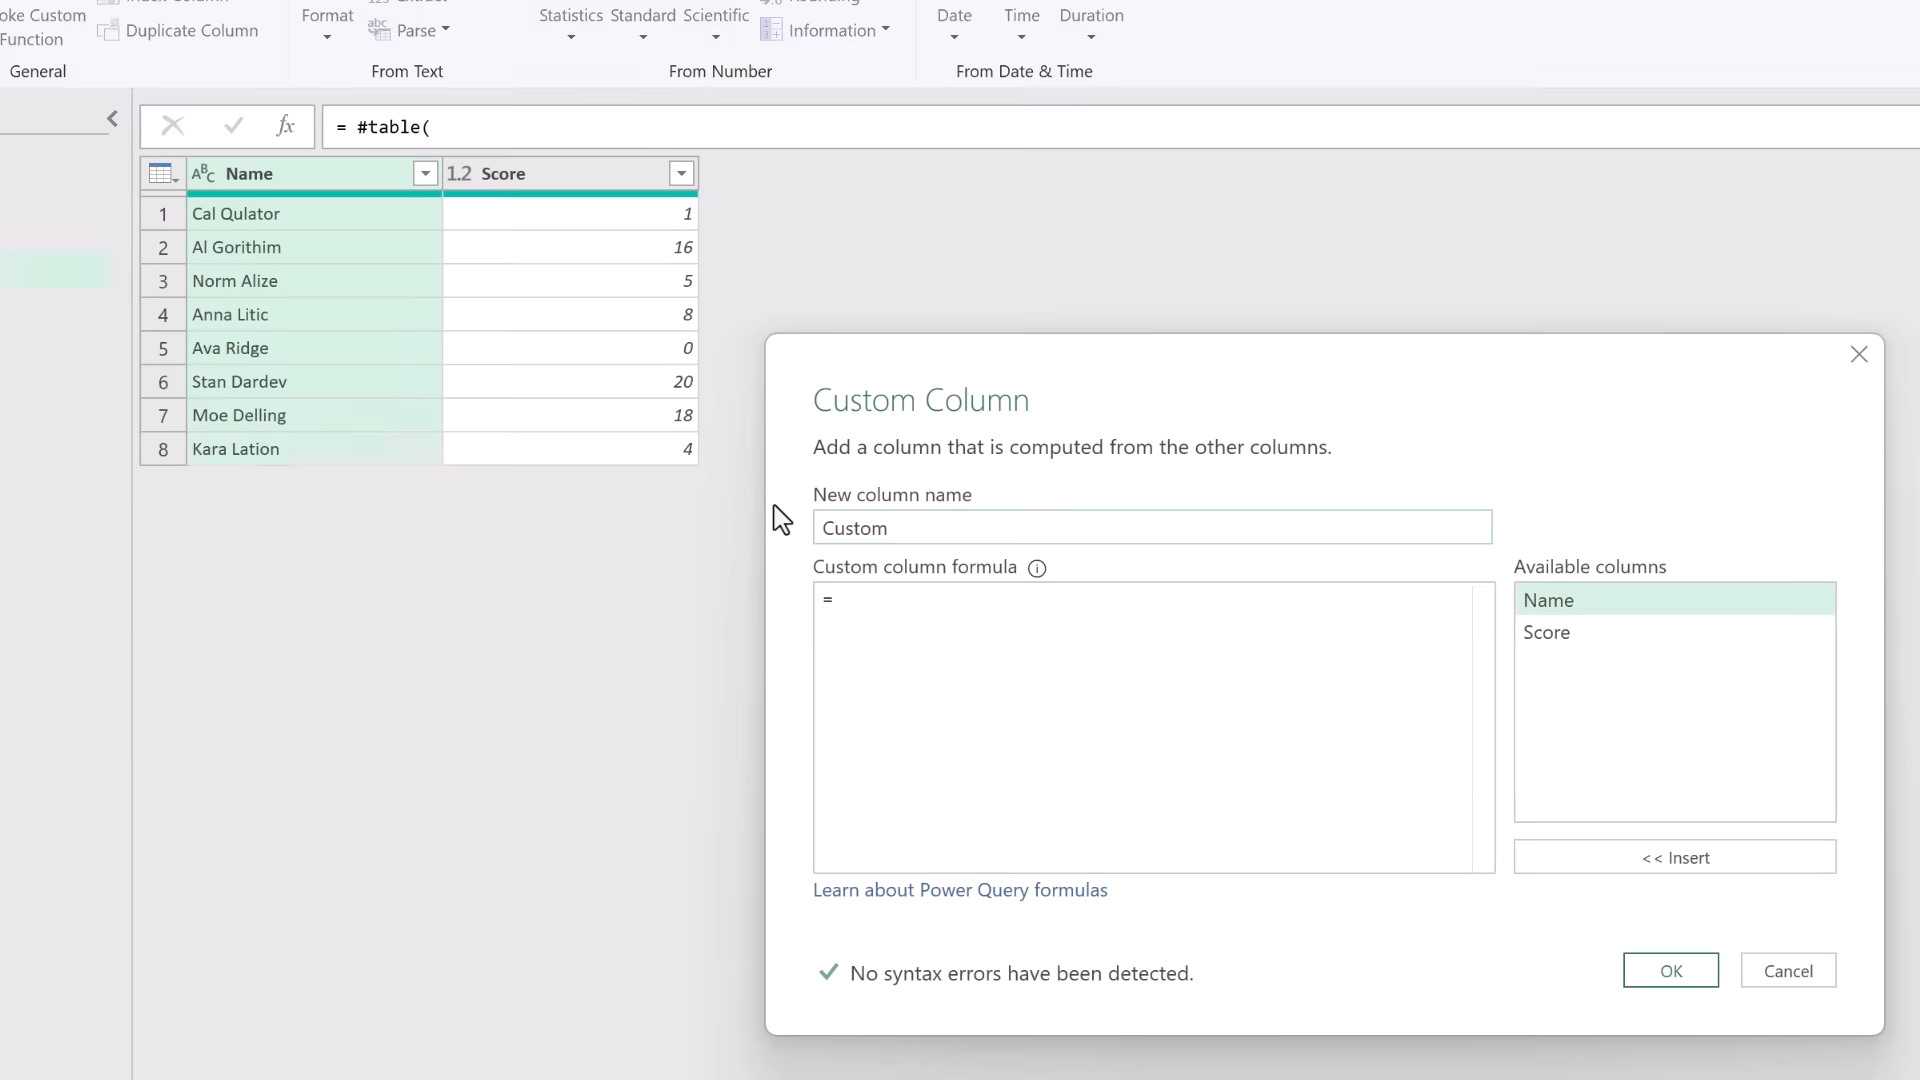 oke Custom
Function
Duplicate Column
General
Format
Parse
From Text
Statistics
Standard
Scientific
Information
From Number
Date
Time
Duration
From Date & Time
fx
= #table(
ABC Name
1.2 Score
1 Cal Qulator 1
2 Al Gorithim 16
3 Norm Alize 5
4 Anna Litic 8
5 Ava Ridge 0
6 Stan Dardev 20
7 Moe Delling 18
8 Kara Lation 4
Custom Column
Add a column that is computed from the other columns.
New column name
Custom
Custom column formula
=
Available columns
Name
Score
<< Insert
Learn about Power Query formulas
No syntax errors have been detected.
OK
Cancel